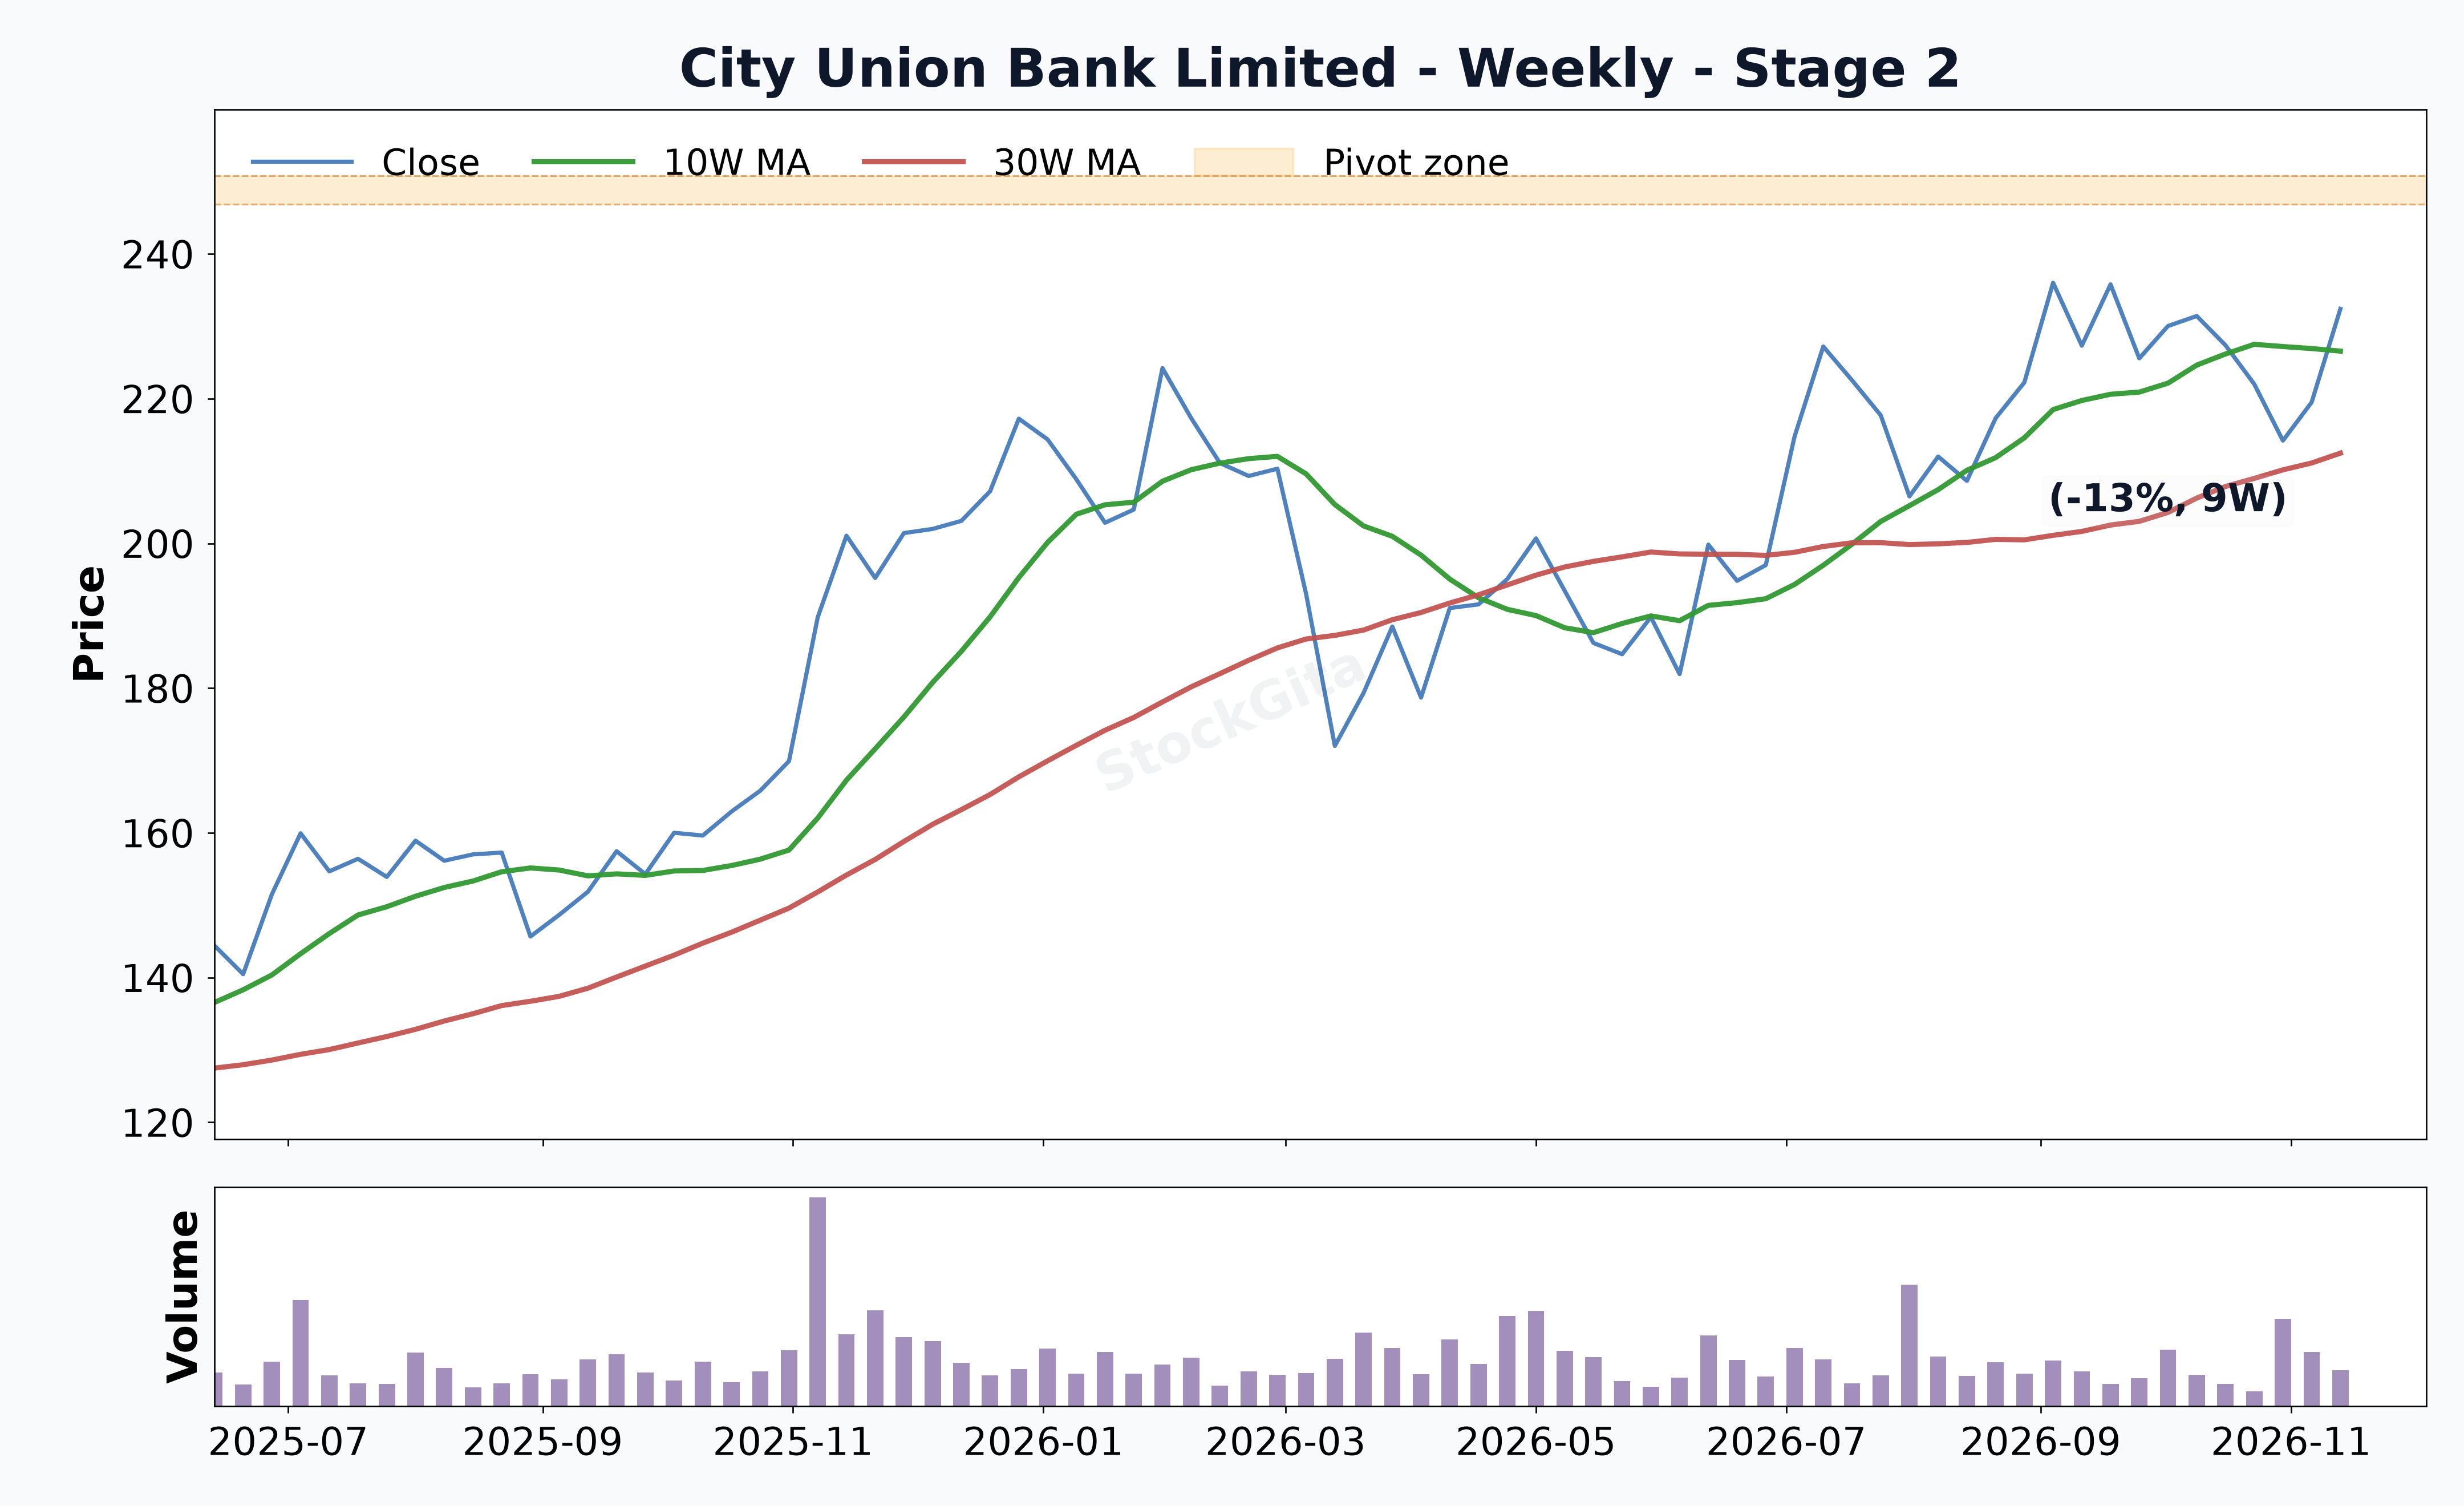 City Union Bank Limited - Weekly - Stage 2
Close 10W MA 30W MA Pivot zone
240
220
200
180
160
140
120
Price
(-13%, 9W)
StockGita
Volume
2025-07 2025-09 2025-11 2026-01 2026-03 2026-05 2026-07 2026-09 2026-11